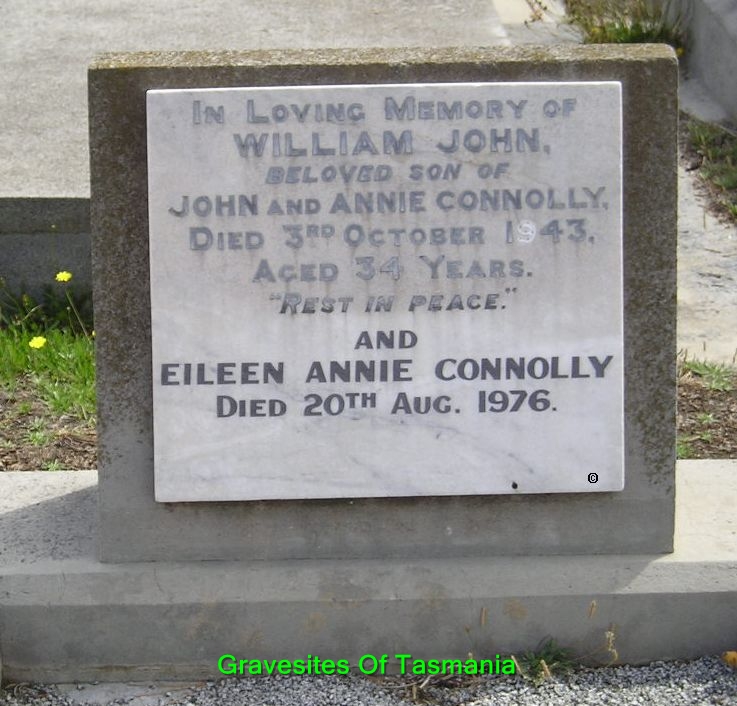 In Loving Memory of
WILLIAM JOHN,
BELOVED SON OF
JOHN AND ANNIE CONNOLLY,
DIED 3RD OCTOBER 1943.
AGED 34 YEARS.
"REST IN PEACE."
AND
EILEEN ANNIE CONNOLLY
DIED 20TH AUG. 1976.
©
Gravesites Of Tasmania